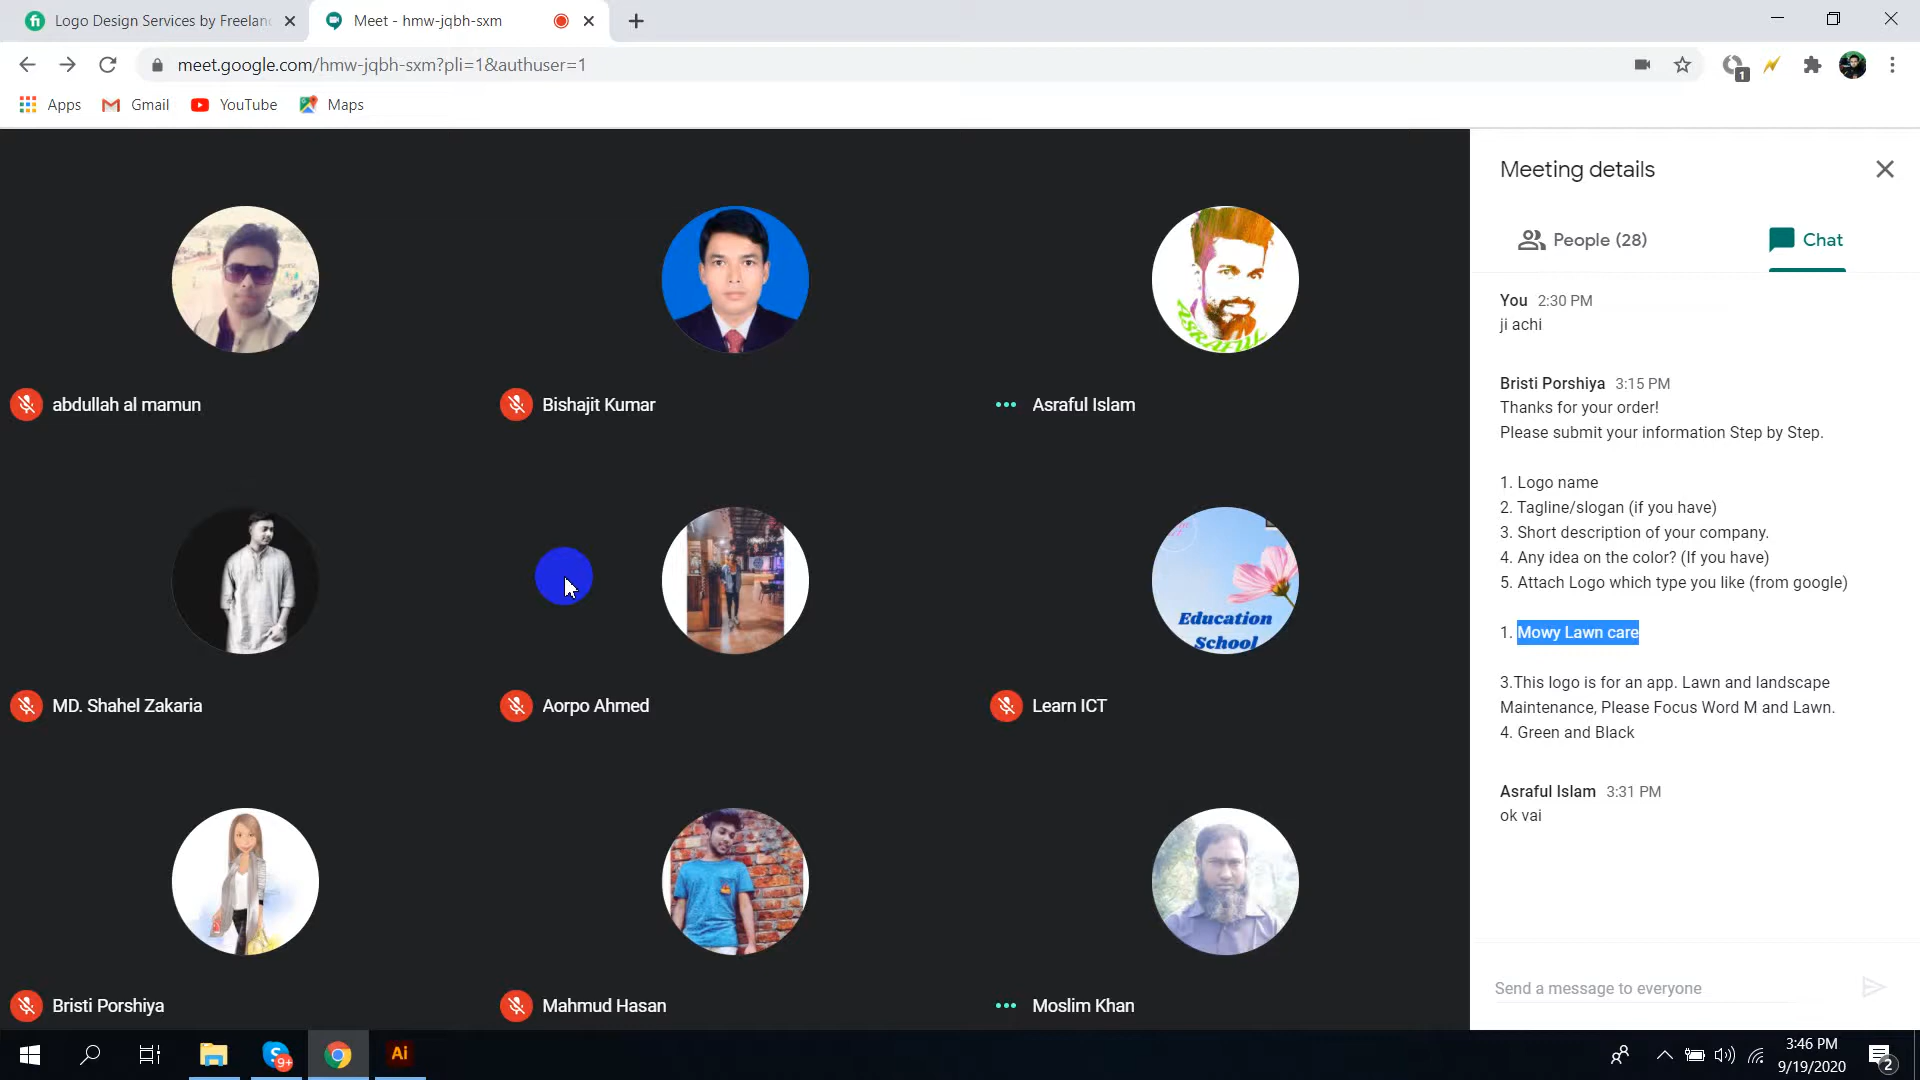 Logo Design Services by Freelanc
Meet - hmw-jqbh-sxm
meet.google.com/hmw-jqbh-sxm?pli=1&authuser=1
1
Apps
Gmail
YouTube
Maps
Meeting details
People (28)
Chat
You 2:30 PM
ji achi
Bristi Porshiya 3:15 PM
Thanks for your order!
Please submit your information Step by Step.
1. Logo name
2. Tagline/slogan (if you have)
3. Short description of your company.
4. Any idea on the color? (If you have)
5. Attach Logo which type you like (from google)
1. Mowy Lawn care
3.This logo is for an app. Lawn and landscape
Maintenance, Please Focus Word M and Lawn.
4. Green and Black
Asraful Islam 3:31 PM
ok vai
Send a message to everyone
abdullah al mamun
Bishajit Kumar
ASRAFUL
Asraful Islam
MD. Shahel Zakaria
Aorpo Ahmed
Education
School
Learn ICT
Bristi Porshiya
Mahmud Hasan
Moslim Khan
S
9+
Ai
3:46 PM
9/19/2020
2